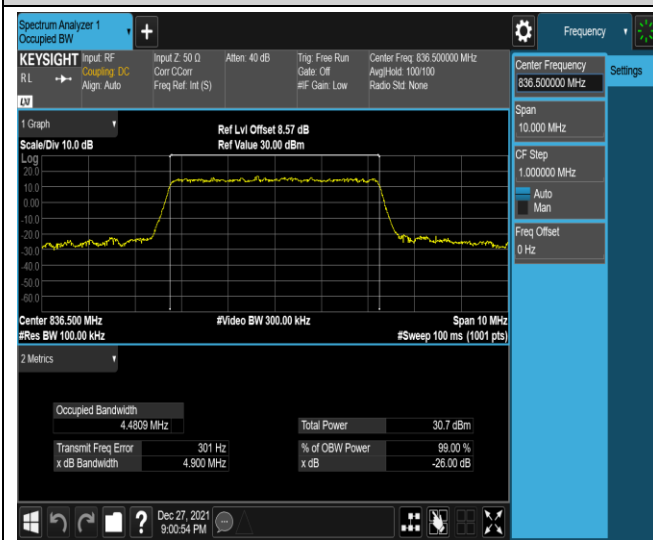 Spectrum Analyzer 1
Occupied BW
Frequency
KEYSIGHT
RL
LXI
Input: RF
Coupling: DC
Align: Auto
Input Z: 50 Ω
Corr CCorr
Freq Ref: Int (S)
Atten: 40 dB
Trig: Free Run
Gate: Off
#IF Gain: Low
Center Freq: 836.500000 MHz
Avg|Hold: 100/100
Radio Std: None
Center Frequency
836.500000 MHz
Settings
Span
10.000 MHz
CF Step
1.000000 MHz
Auto
Man
Freq Offset
0 Hz
1 Graph
Scale/Div 10.0 dB
Ref Lvl Offset 8.57 dB
Ref Value 30.00 dBm
Log
20.0
10.0
0.00
-10.0
-20.0
-30.0
-40.0
-50.0
-60.0
Center 836.500 MHz
#Video BW 300.00 kHz
Span 10 MHz
#Res BW 100.00 kHz
#Sweep 100 ms (1001 pts)
2 Metrics
Occupied Bandwidth
4.4809 MHz
Total Power 30.7 dBm
Transmit Freq Error 301 Hz
% of OBW Power 99.00 %
x dB Bandwidth 4.900 MHz
x dB -26.00 dB
?
Dec 27, 2021
9:00:54 PM